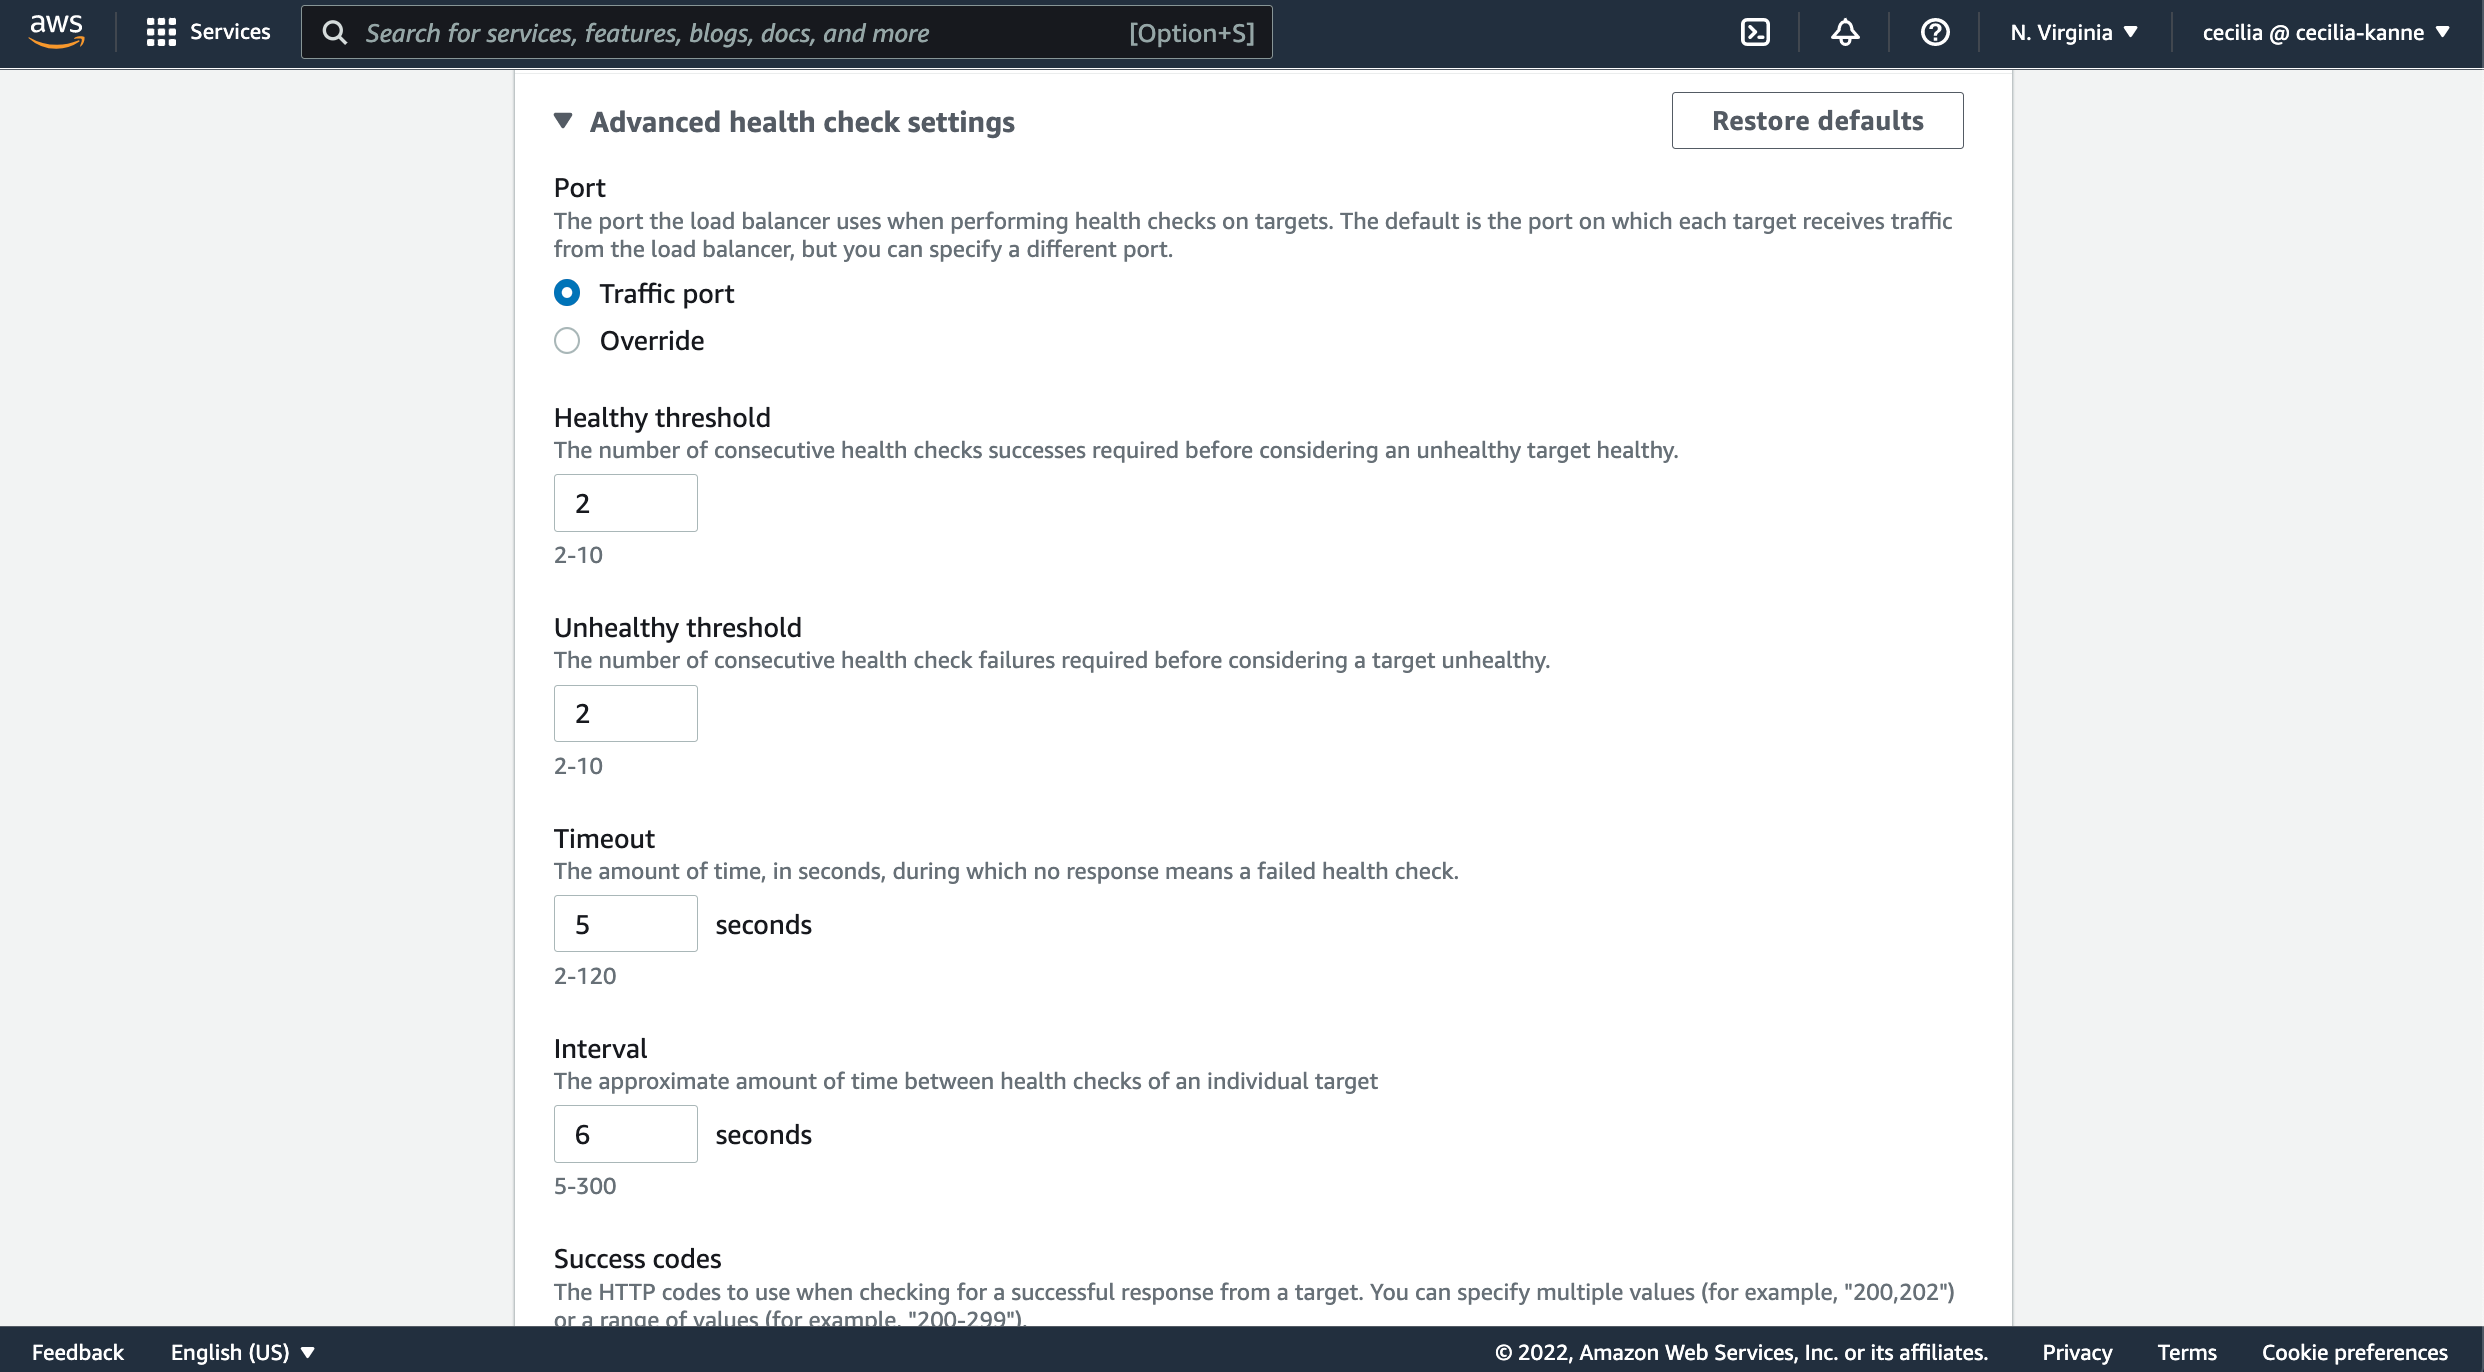 aws Services Search for services, features, blogs, docs, and more [Option+S] N. Virginia cecilia @ cecilia-kanne
Advanced health check settings Restore defaults
Port
The port the load balancer uses when performing health checks on targets. The default is the port on which each target receives traffic
from the load balancer, but you can specify a different port.
Traffic port
Override
Healthy threshold
The number of consecutive health checks successes required before considering an unhealthy target healthy.
2
2-10
Unhealthy threshold
The number of consecutive health check failures required before considering a target unhealthy.
2
2-10
Timeout
The amount of time, in seconds, during which no response means a failed health check.
5 seconds
2-120
Interval
The approximate amount of time between health checks of an individual target
6 seconds
5-300
Success codes
The HTTP codes to use when checking for a successful response from a target. You can specify multiple values (for example, "200,202")
or a range of values (for example, "200-299").
Feedback English (US) © 2022, Amazon Web Services, Inc. or its affiliates. Privacy Terms Cookie preferences